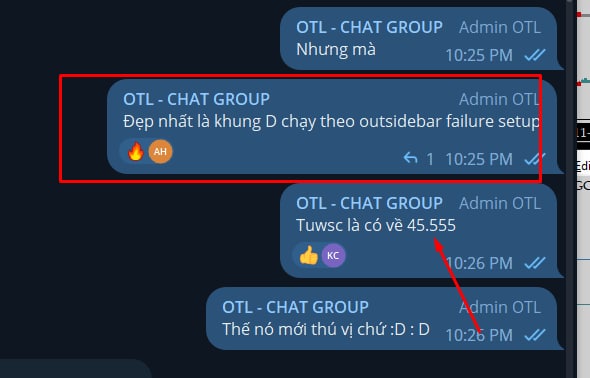 OTL - CHAT GROUP Admin OTL
Nhưng mà
10:25 PM
OTL - CHAT GROUP Admin OTL
Đẹp nhất là khung D chạy theo outsidebar failure setup
AH
1 10:25 PM
OTL - CHAT GROUP Admin OTL
Tuwsc là có về 45.555
KC
10:26 PM
OTL - CHAT GROUP Admin OTL
Thế nó mới thú vị chứ :D : D
10:26 PM